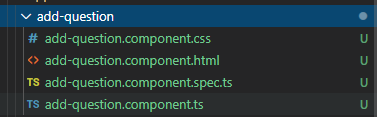 add-question
# add-question.component.css U
<> add-question.component.html U
TS add-question.component.spec.ts U
TS add-question.component.ts U